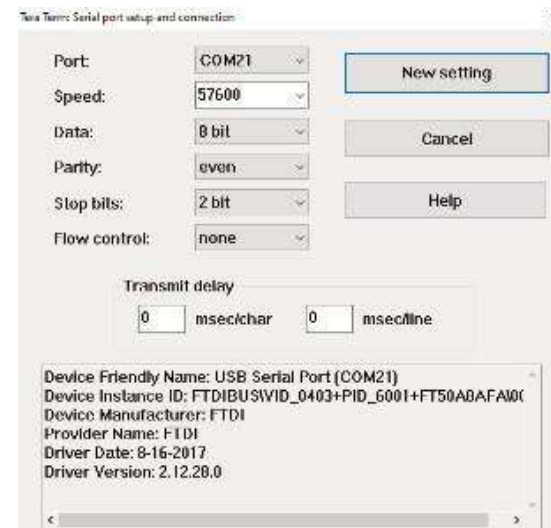 Tera Term: Serial port setup and connection
Port: COM21
New setting
Speed: 57600
Data: 8 bit
Cancel
Parity: even
Stop bits: 2 bit
Help
Flow control: none
Transmit delay
0 msec/char 0 msec/line
Device Friendly Name: USB Serial Port (COM21)
Device Instance ID: FTDIBUS\VID_0403+PID_6001+FT50A8AFA\0(
Device Manufacturer: FTDI
Provider Name: FTDI
Driver Date: 8-16-2017
Driver Version: 2.12.28.0